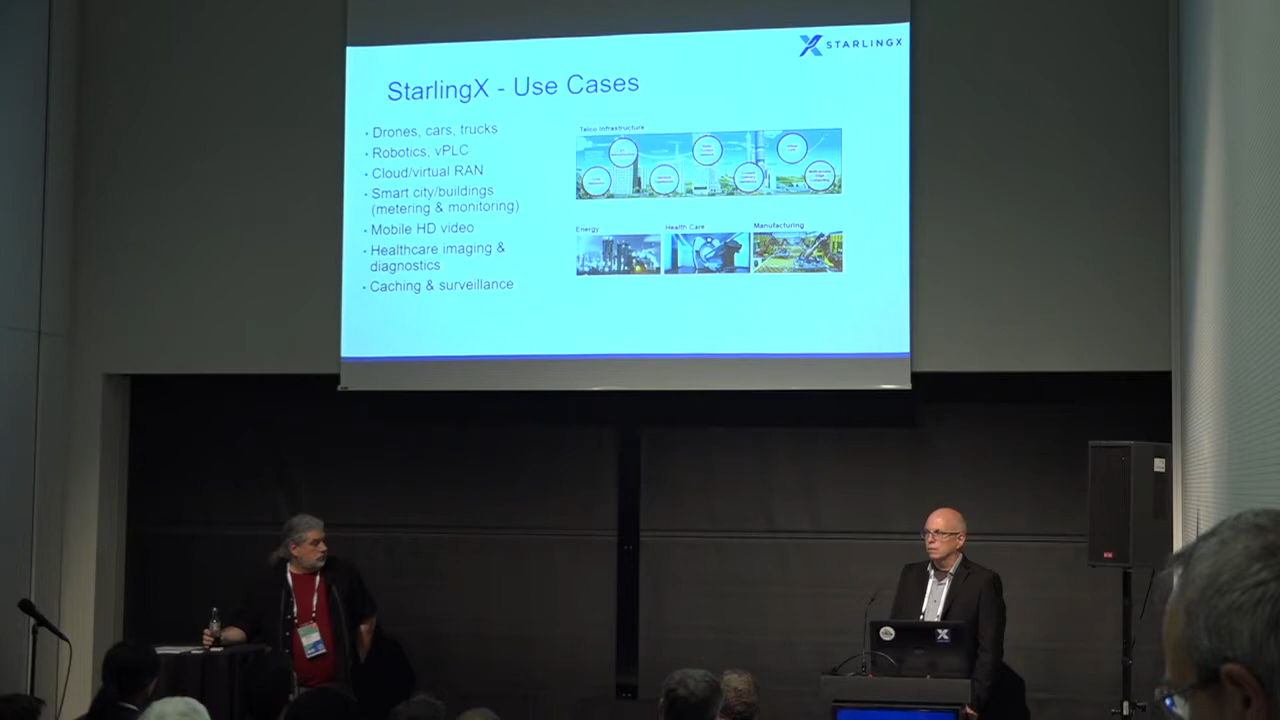 STARLINGX
StarlingX - Use Cases
• Drones, cars, trucks
• Robotics, vPLC
• Cloud/virtual RAN
• Smart city/buildings
(metering & monitoring)
• Mobile HD video
• Healthcare imaging &
diagnostics
• Caching & surveillance
Telco Infrastructure
Energy
Health Care
Manufacturing